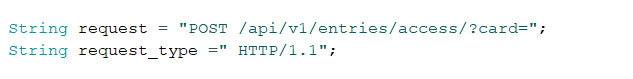 String request = "POST /api/v1/entries/access/?card=";
String request_type =" HTTP/1.1";